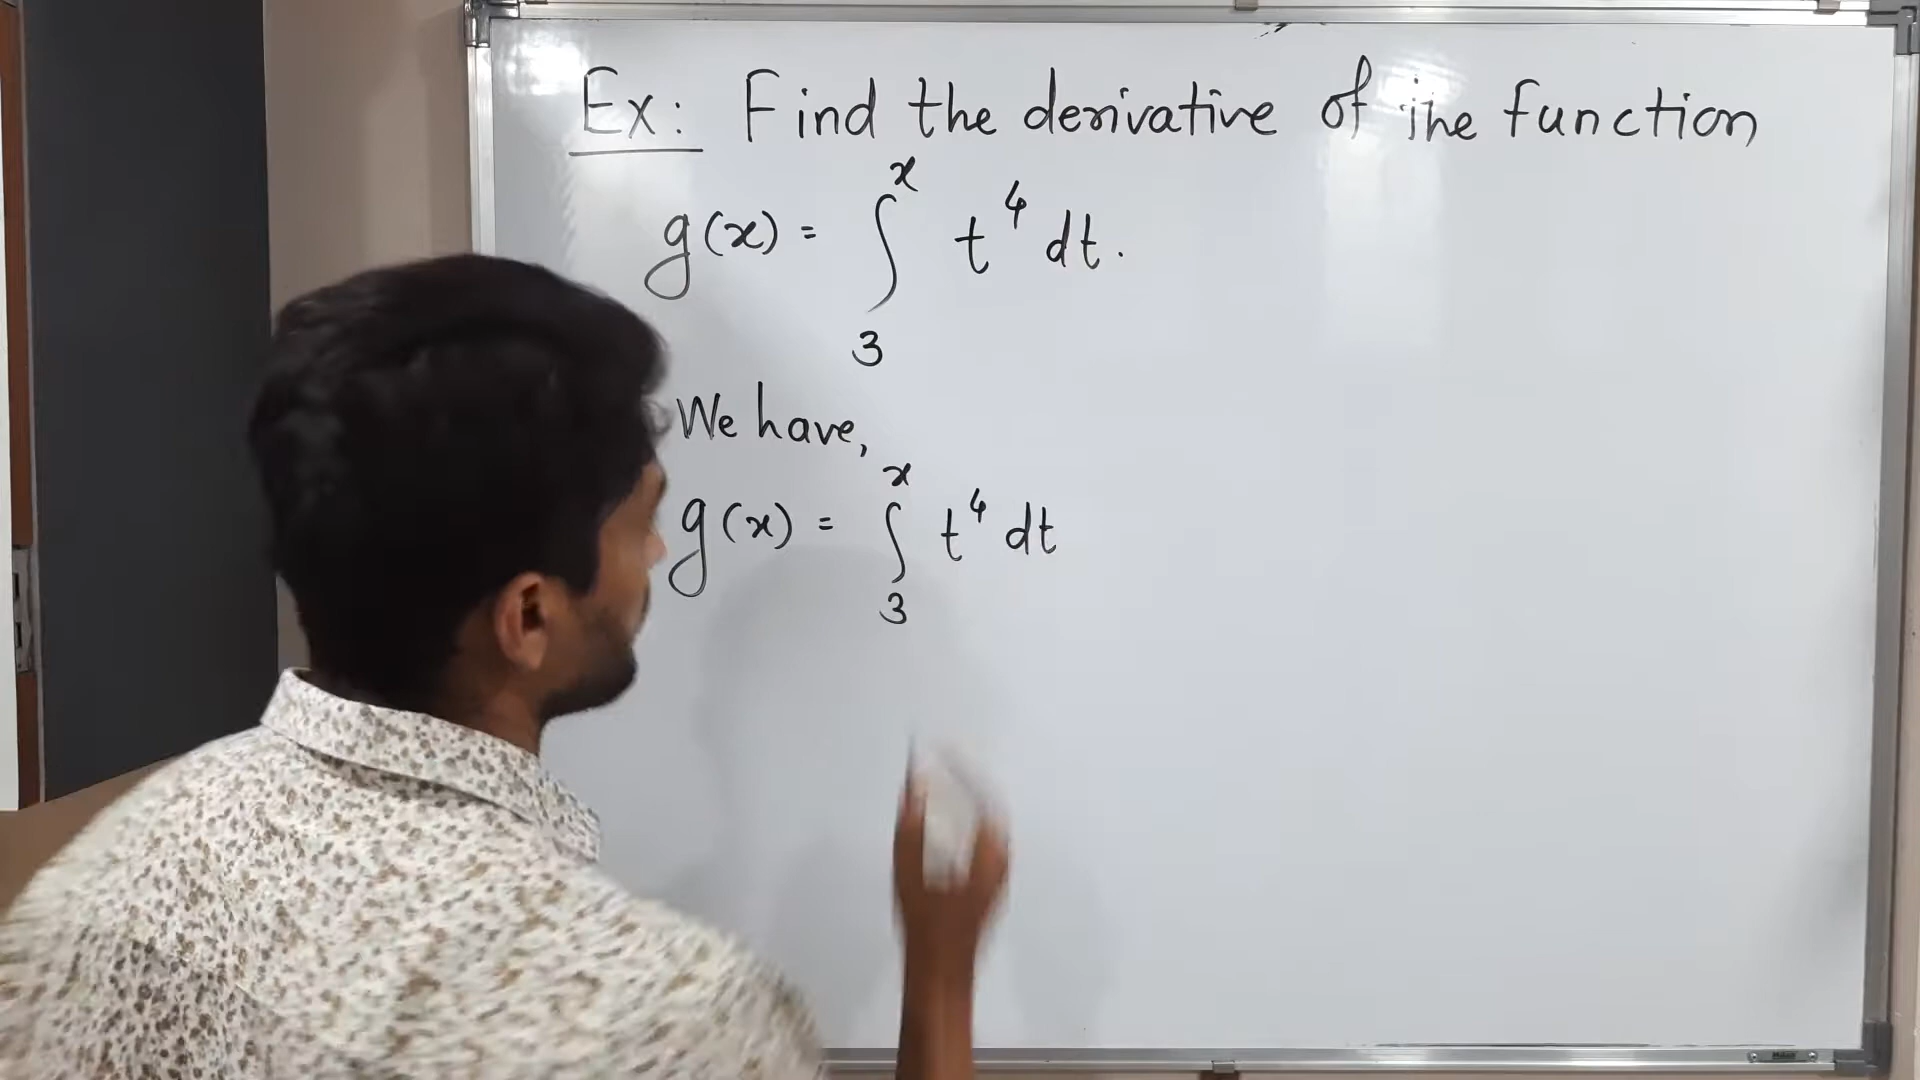 Ex: Find the derivative of the function
g(x) = ∫₃ˣ t⁴ dt.
We have,
g(x) = ∫₃ˣ t⁴ dt